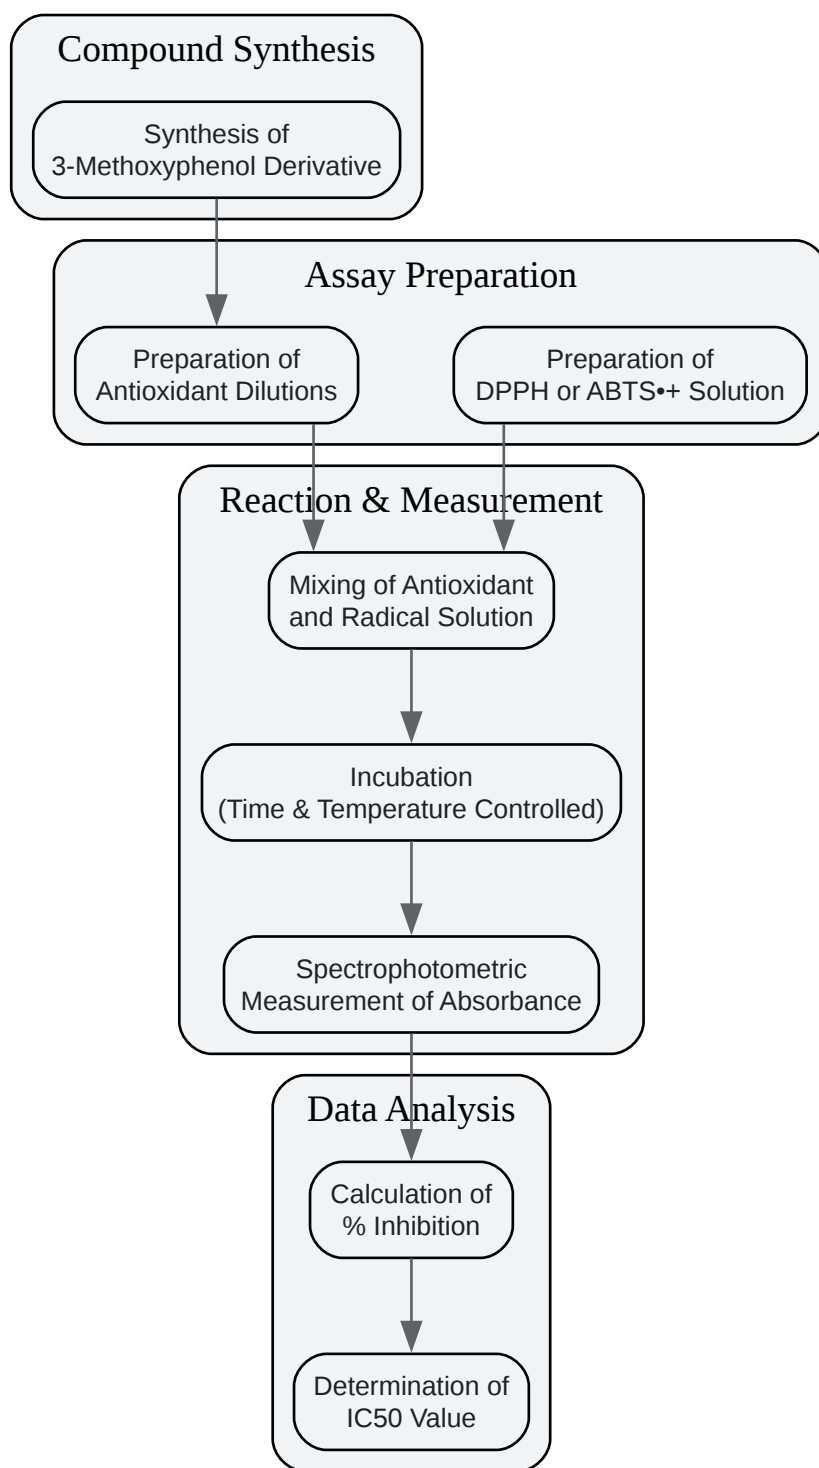 Compound Synthesis
Synthesis of
3-Methoxyphenol Derivative
Assay Preparation
Preparation of
Antioxidant Dilutions
Preparation of
DPPH or ABTS•+ Solution
Reaction & Measurement
Mixing of Antioxidant
and Radical Solution
Incubation
(Time & Temperature Controlled)
Spectrophotometric
Measurement of Absorbance
Data Analysis
Calculation of
% Inhibition
Determination of
IC50 Value